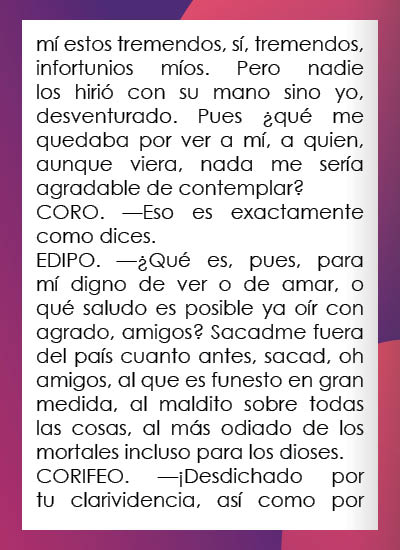 mí estos tremendos, sí, tremendos,
infortunios míos. Pero nadie
los hirió con su mano sino yo,
desventurado. Pues ¿qué me
quedaba por ver a mí, a quien,
aunque viera, nada me sería
agradable de contemplar?
CORO. —Eso es exactamente
como dices.
EDIPO. —¿Qué es, pues, para
mí digno de ver o de amar, o
qué saludo es posible ya oír con
agrado, amigos? Sacadme fuera
del país cuanto antes, sacad, oh
amigos, al que es funesto en gran
medida, al maldito sobre todas
las cosas, al más odiado de los
mortales incluso para los dioses.
CORIFEO. —¡Desdichado por
tu clarividencia, así como por